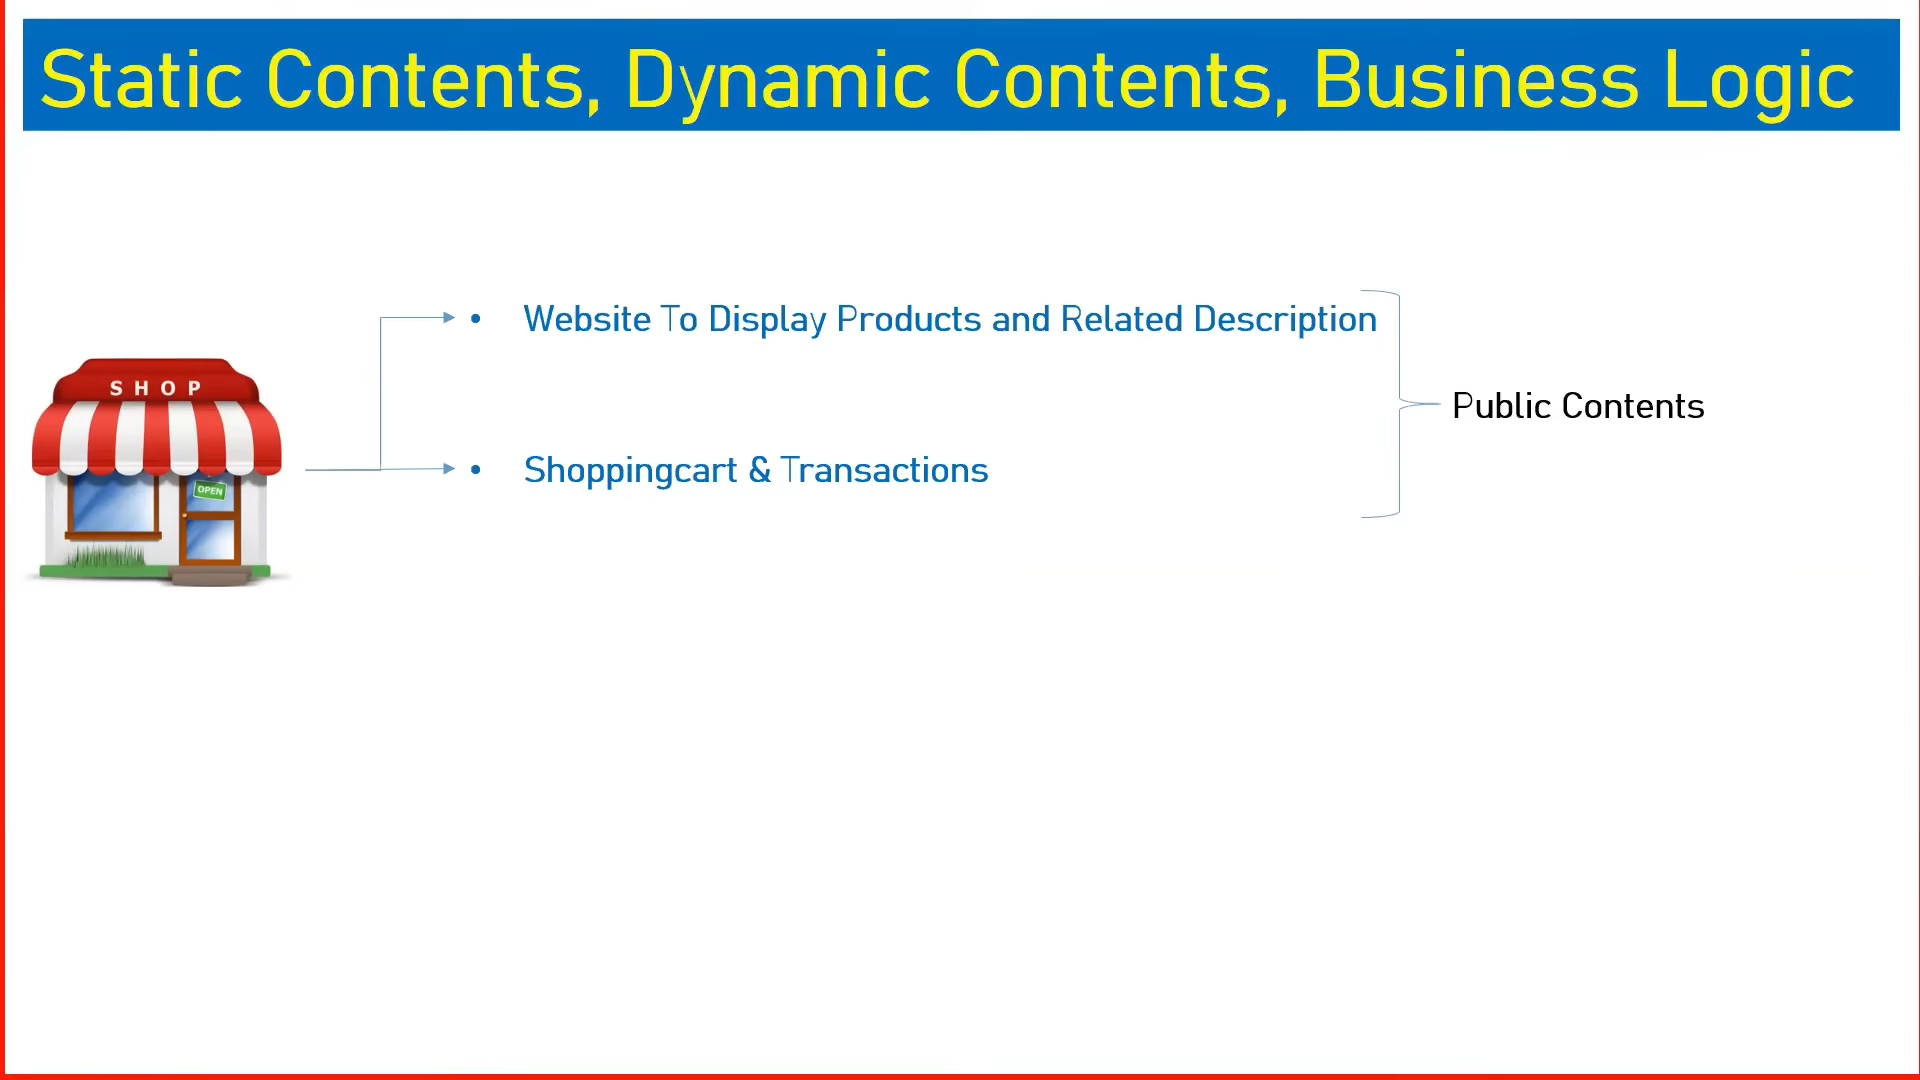 Static Contents, Dynamic Contents, Business Logic
• Website To Display Products and Related Description
SHOP
Public Contents
• Shoppingcart & Transactions
OPEN